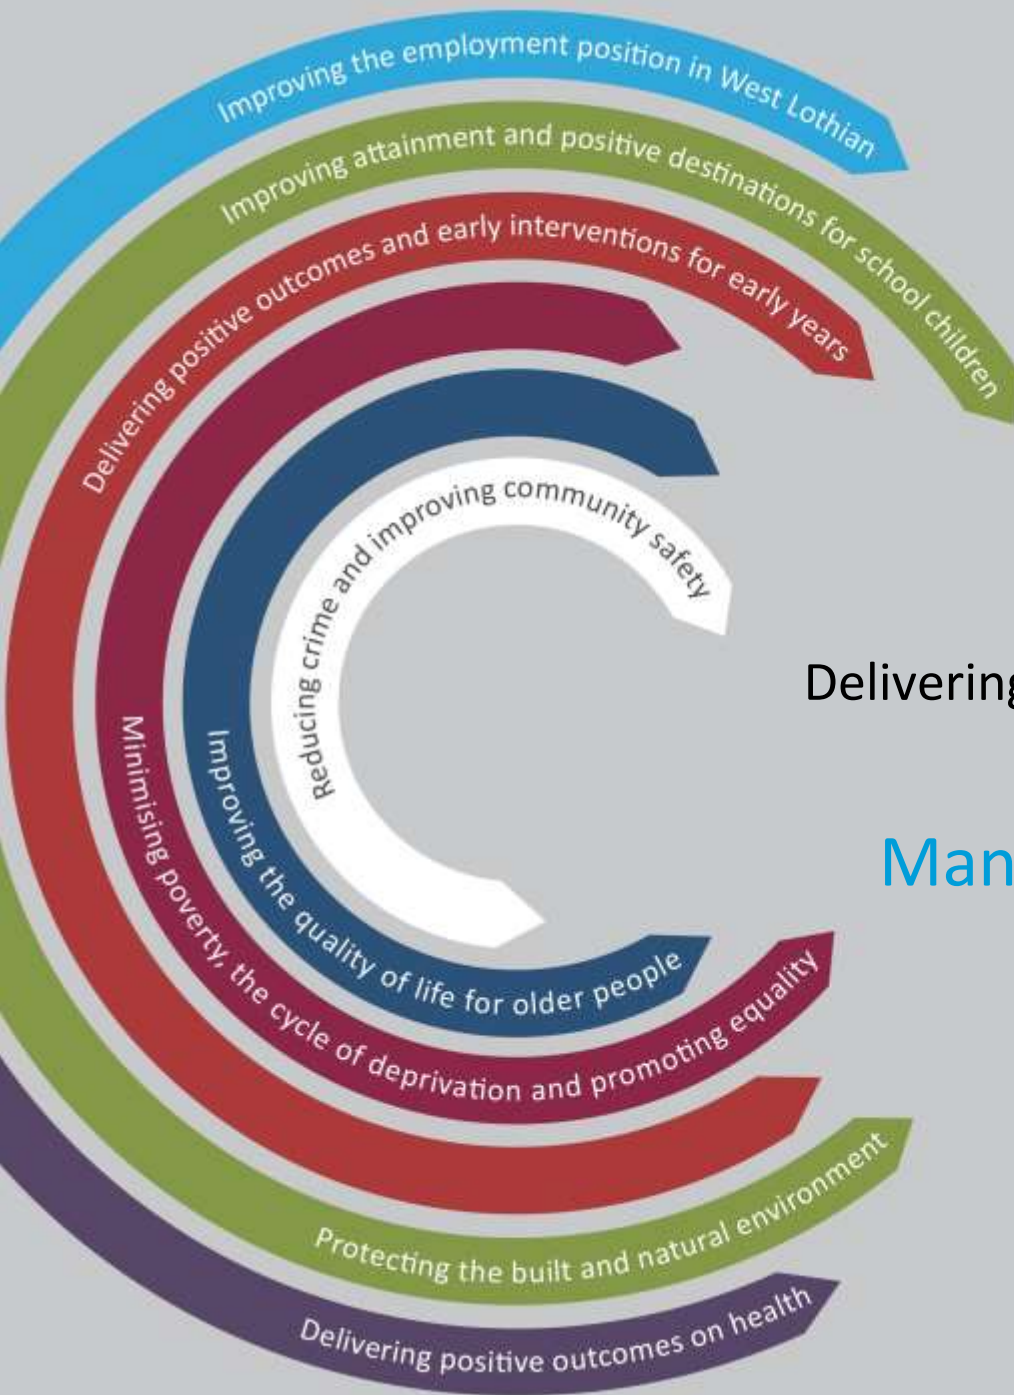 Improving the employment position in West Lothian
Improving attainment and positive destinations for school children
Delivering positive outcomes and early interventions for early years
Reducing crime and improving community safety
Delivering
Man
Improving the quality of life for older people
Minimising poverty, the cycle of deprivation and promoting equality
Protecting the built and natural environment
Delivering positive outcomes on health